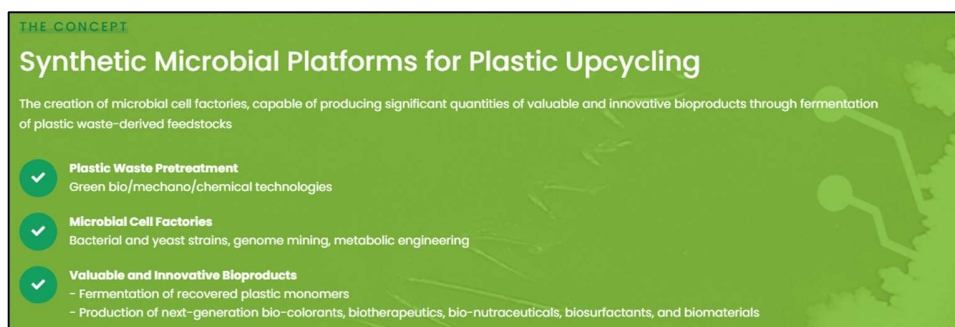 THE CONCEPT
Synthetic Microbial Platforms for Plastic Upcycling
The creation of microbial cell factories, capable of producing significant quantities of valuable and innovative bioproducts through fermentation
of plastic waste-derived feedstocks
Plastic Waste Pretreatment
Green bio/mechano/chemical technologies
Microbial Cell Factories
Bacterial and yeast strains, genome mining, metabolic engineering
Valuable and Innovative Bioproducts
- Fermentation of recovered plastic monomers
- Production of next-generation bio-colorants, biotherapeutics, bio-nutraceuticals, biosurfactants, and biomaterials